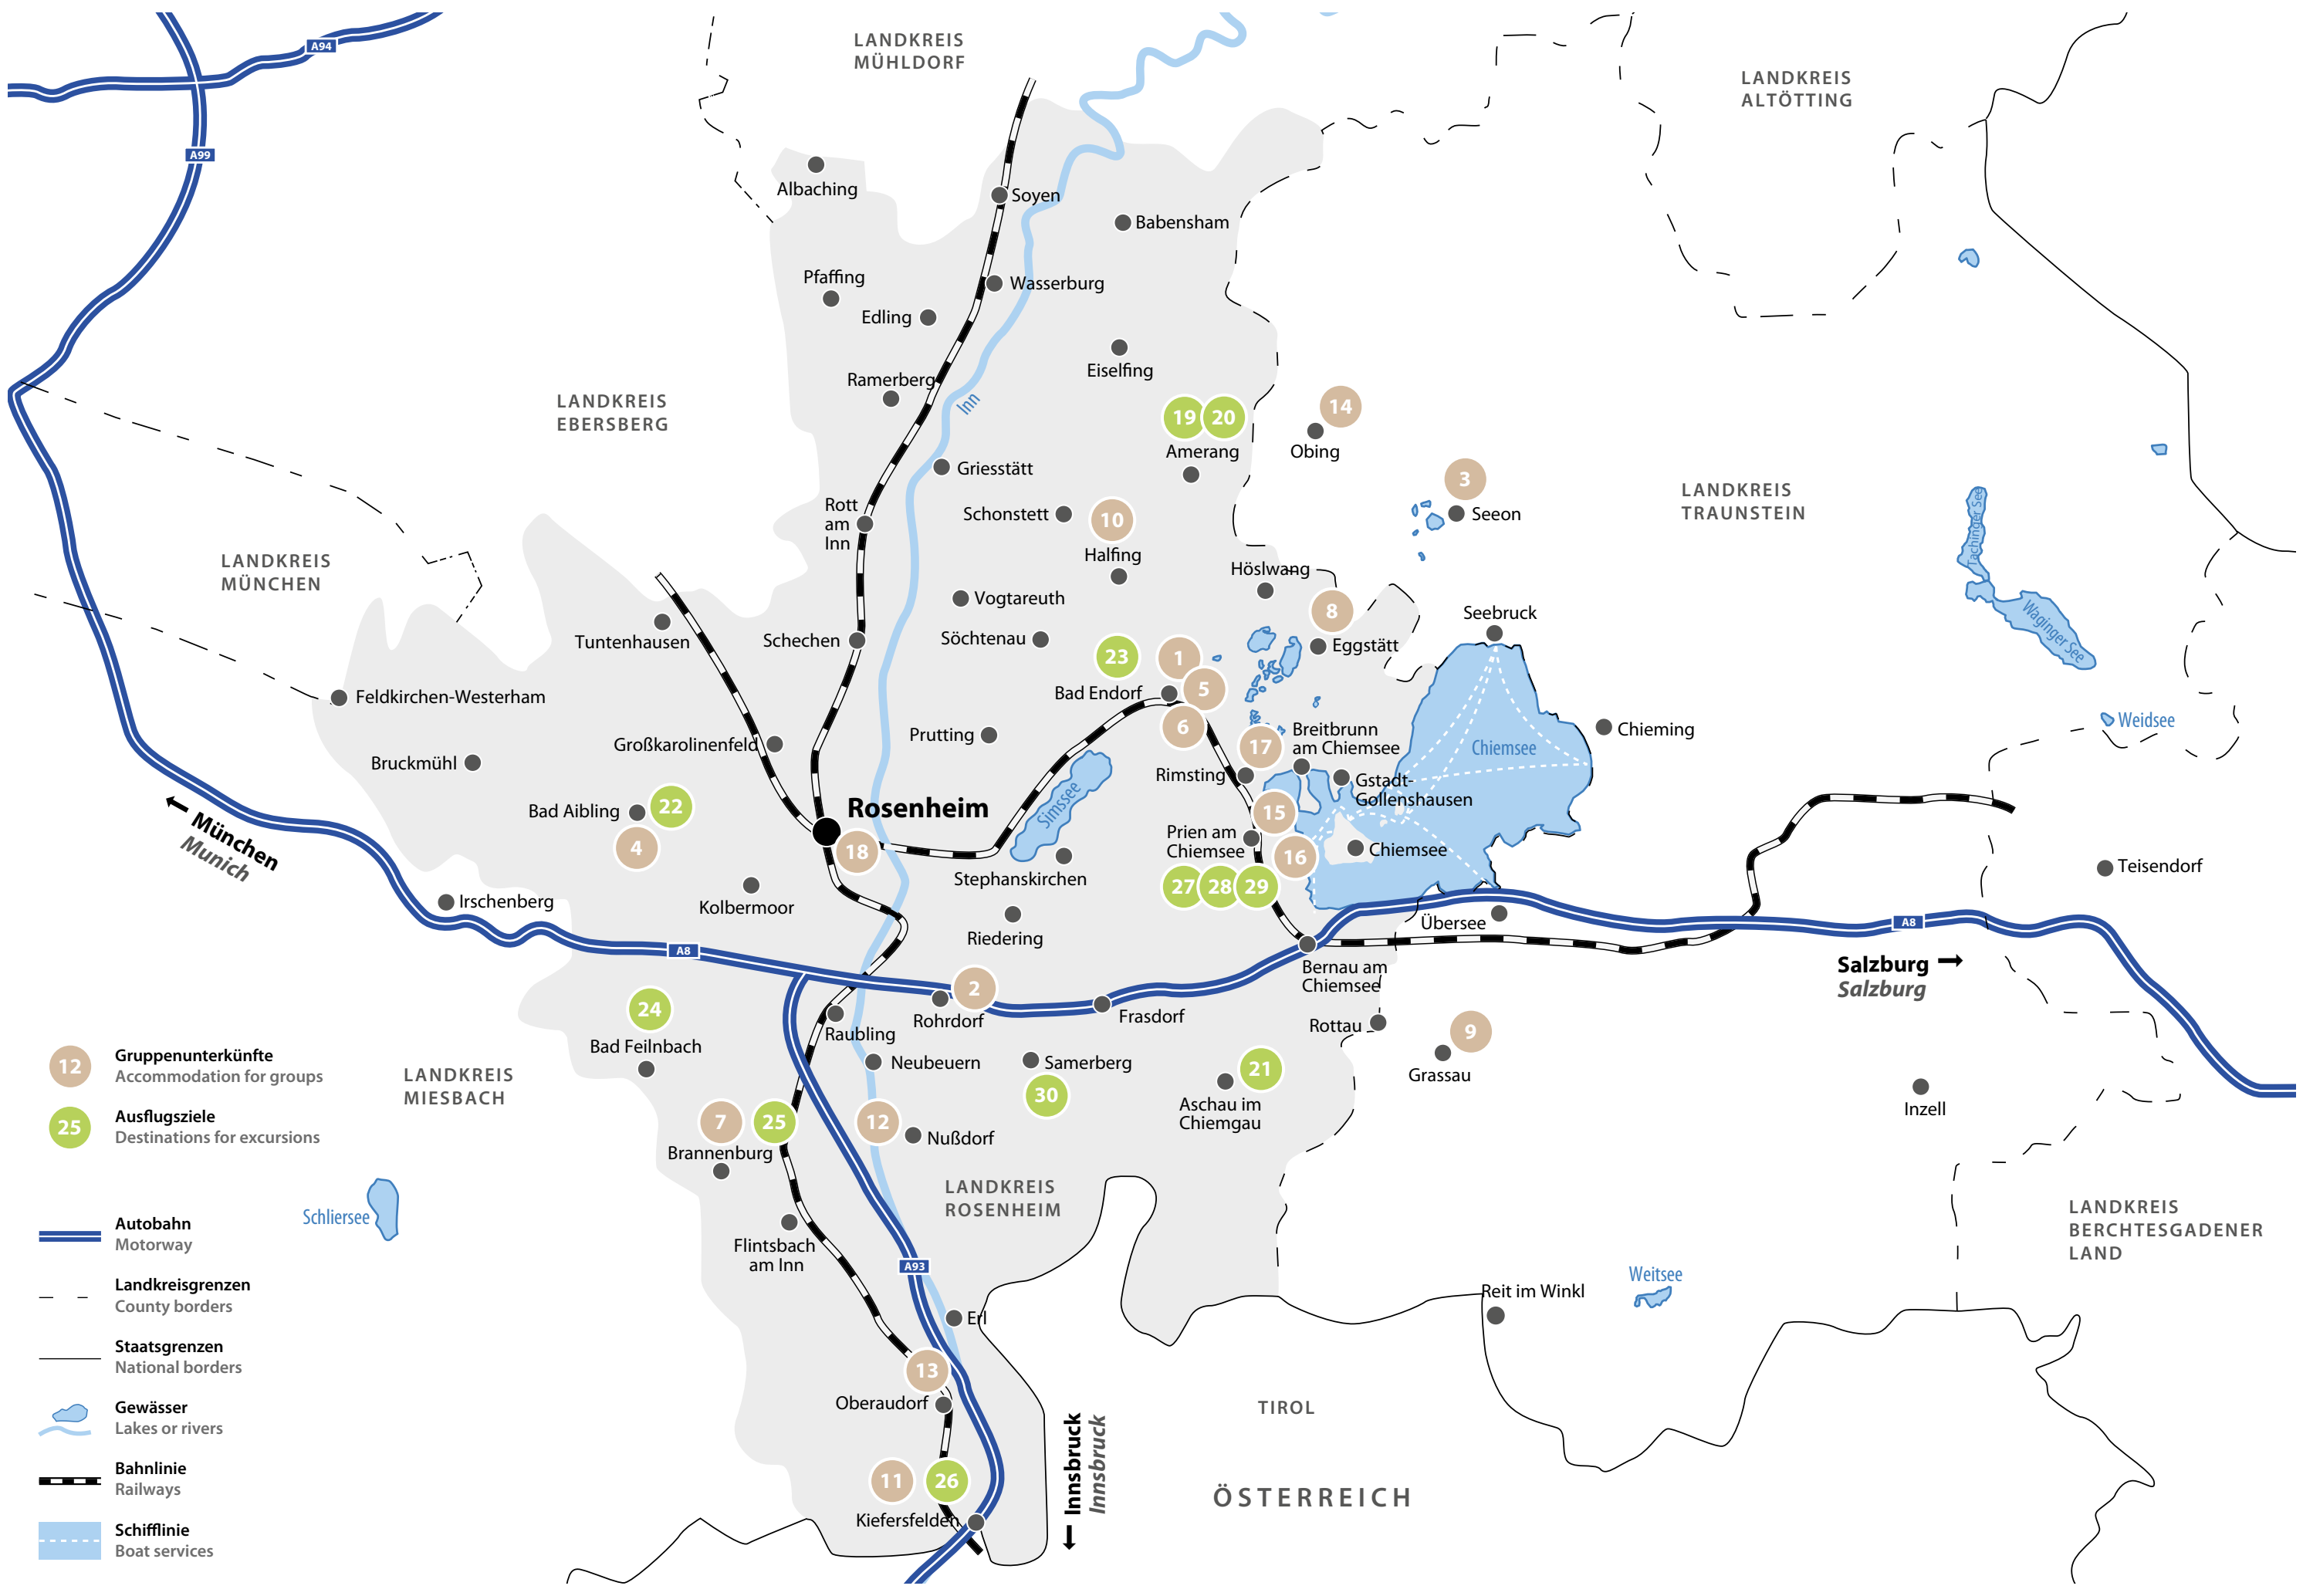 A94
LANDKREIS
MÜHLDORF
LANDKREIS
ALTÖTTING
A99
Albaching
Soyen
Babensham
Pfaffing
Wasserburg
Edling
Eiselfing
Ramerberg
LANDKREIS
EBERSBERG
Inn
19
20
14
Amerang
Obing
Griesstätt
3
LANDKREIS
TRAUNSTEIN
Rott
am
Inn
Schonstett
10
Seeon
Tachinger See
Halfing
LANDKREIS
MÜNCHEN
Höslwang
Vogtareuth
8
Seebruck
Waginger See
Tuntenhausen
Schechen
Söchtenau
Eggstätt
23
1
Feldkirchen-Westerham
Bad Endorf
5
6
Weidsee
Großkarolinenfeld
Prutting
17
Breitbrunn
am Chiemsee
Chiemsee
Chieming
Bruckmühl
Rimsting
Gstadt-
Gollenshausen
Bad Aibling
22
Rosenheim
Simssee
15
München
Munich
4
18
Prien am
Chiemsee
16
Chiemsee
Stephanskirchen
Teisendorf
27
28
29
Irschenberg
Kolbermoor
Riedering
Übersee
A8
A8
Bernau am
Chiemsee
Salzburg
Salzburg
2
24
Rohrdorf
Frasdorf
Rottau
9
Raubling
Bad Feilnbach
Neubeuern
Samerberg
21
Grassau
12
Gruppenunterkünfte
Accommodation for groups
LANDKREIS
MIESBACH
30
Aschau im
Chiemgau
Inzell
25
Ausflugsziele
Destinations for excursions
7
25
12
Nußdorf
Brannenburg
LANDKREIS
ROSENHEIM
LANDKREIS
BERCHTESGADENER
LAND
Schliersee
Autobahn
Motorway
Flintsbach
am Inn
A93
Landkreisgrenzen
County borders
Weitsee
Reit im Winkl
Erl
Staatsgrenzen
National borders
13
Oberaudorf
TIROL
Gewässer
Lakes or rivers
Innsbruck
Innsbruck
Bahnlinie
Railways
11
26
ÖSTERREICH
Kiefersfelden
Schifflinie
Boat services